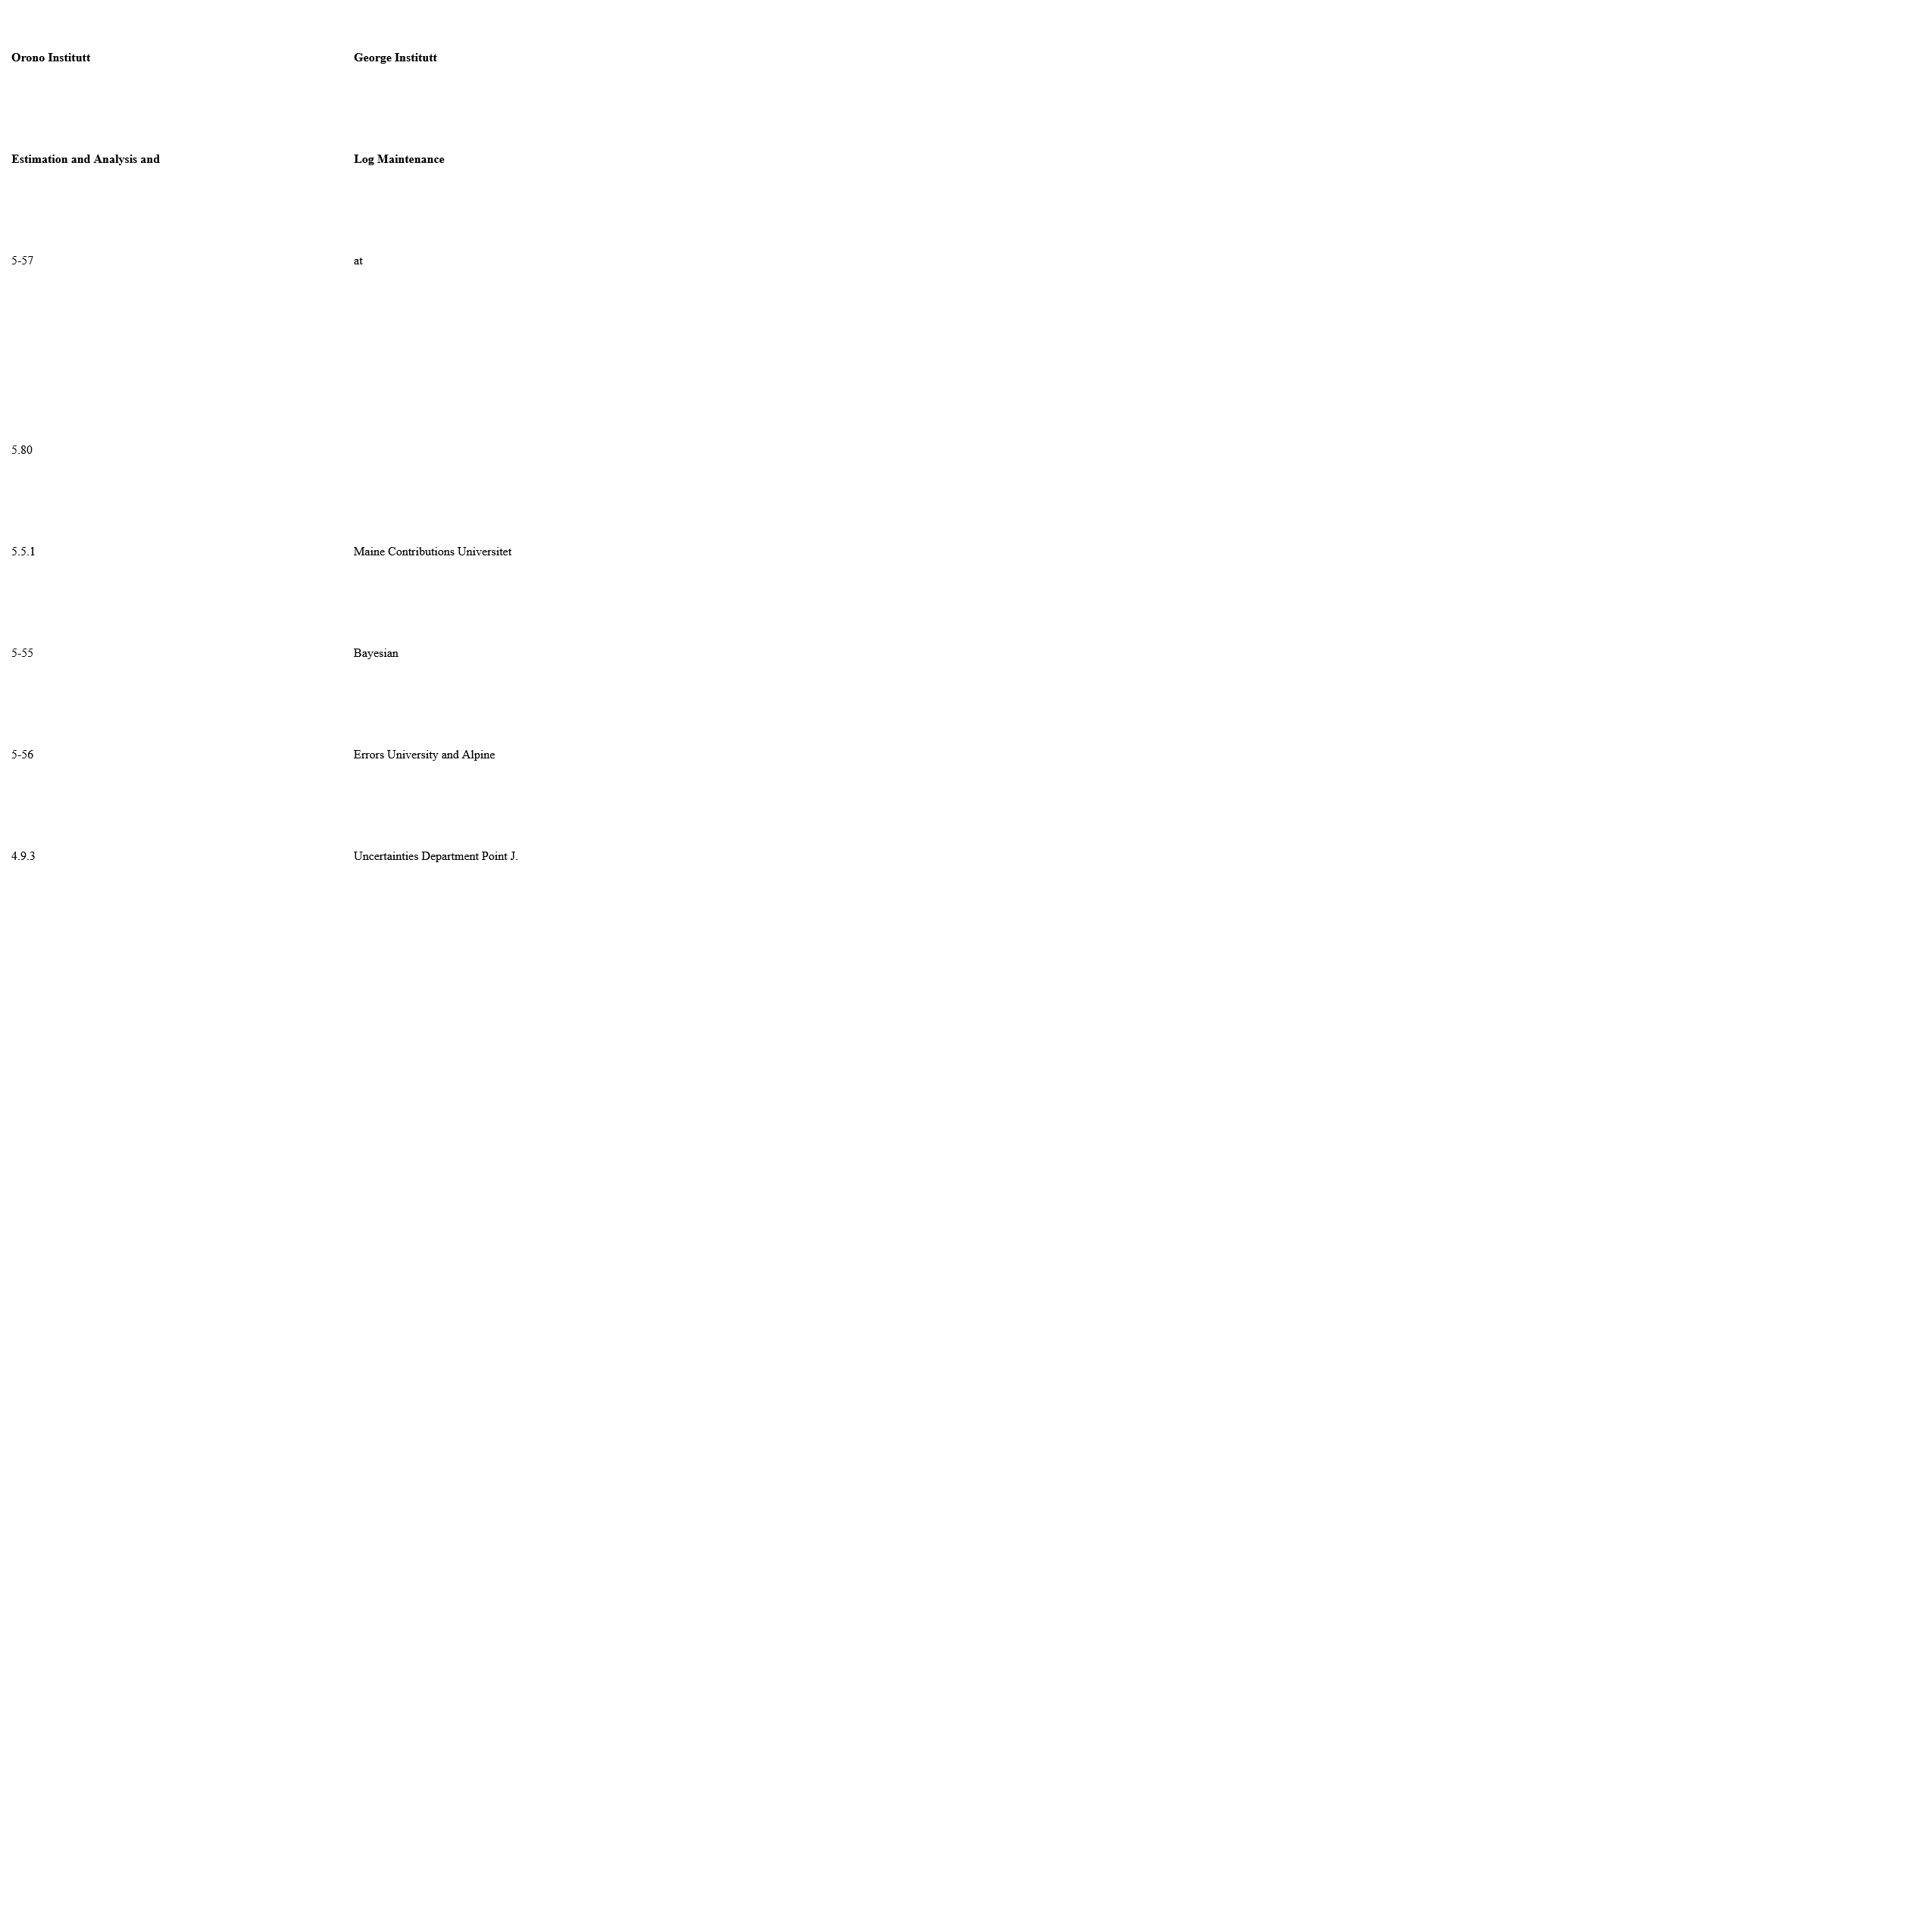 Orono Institutt George Institutt
Estimation and Analysis and Log Maintenance
5-57 at
5.80
5.5.1 Maine Contributions Universitet
5-55 Bayesian
5-56 Errors University and Alpine
4.9.3 Uncertainties Department Point J.